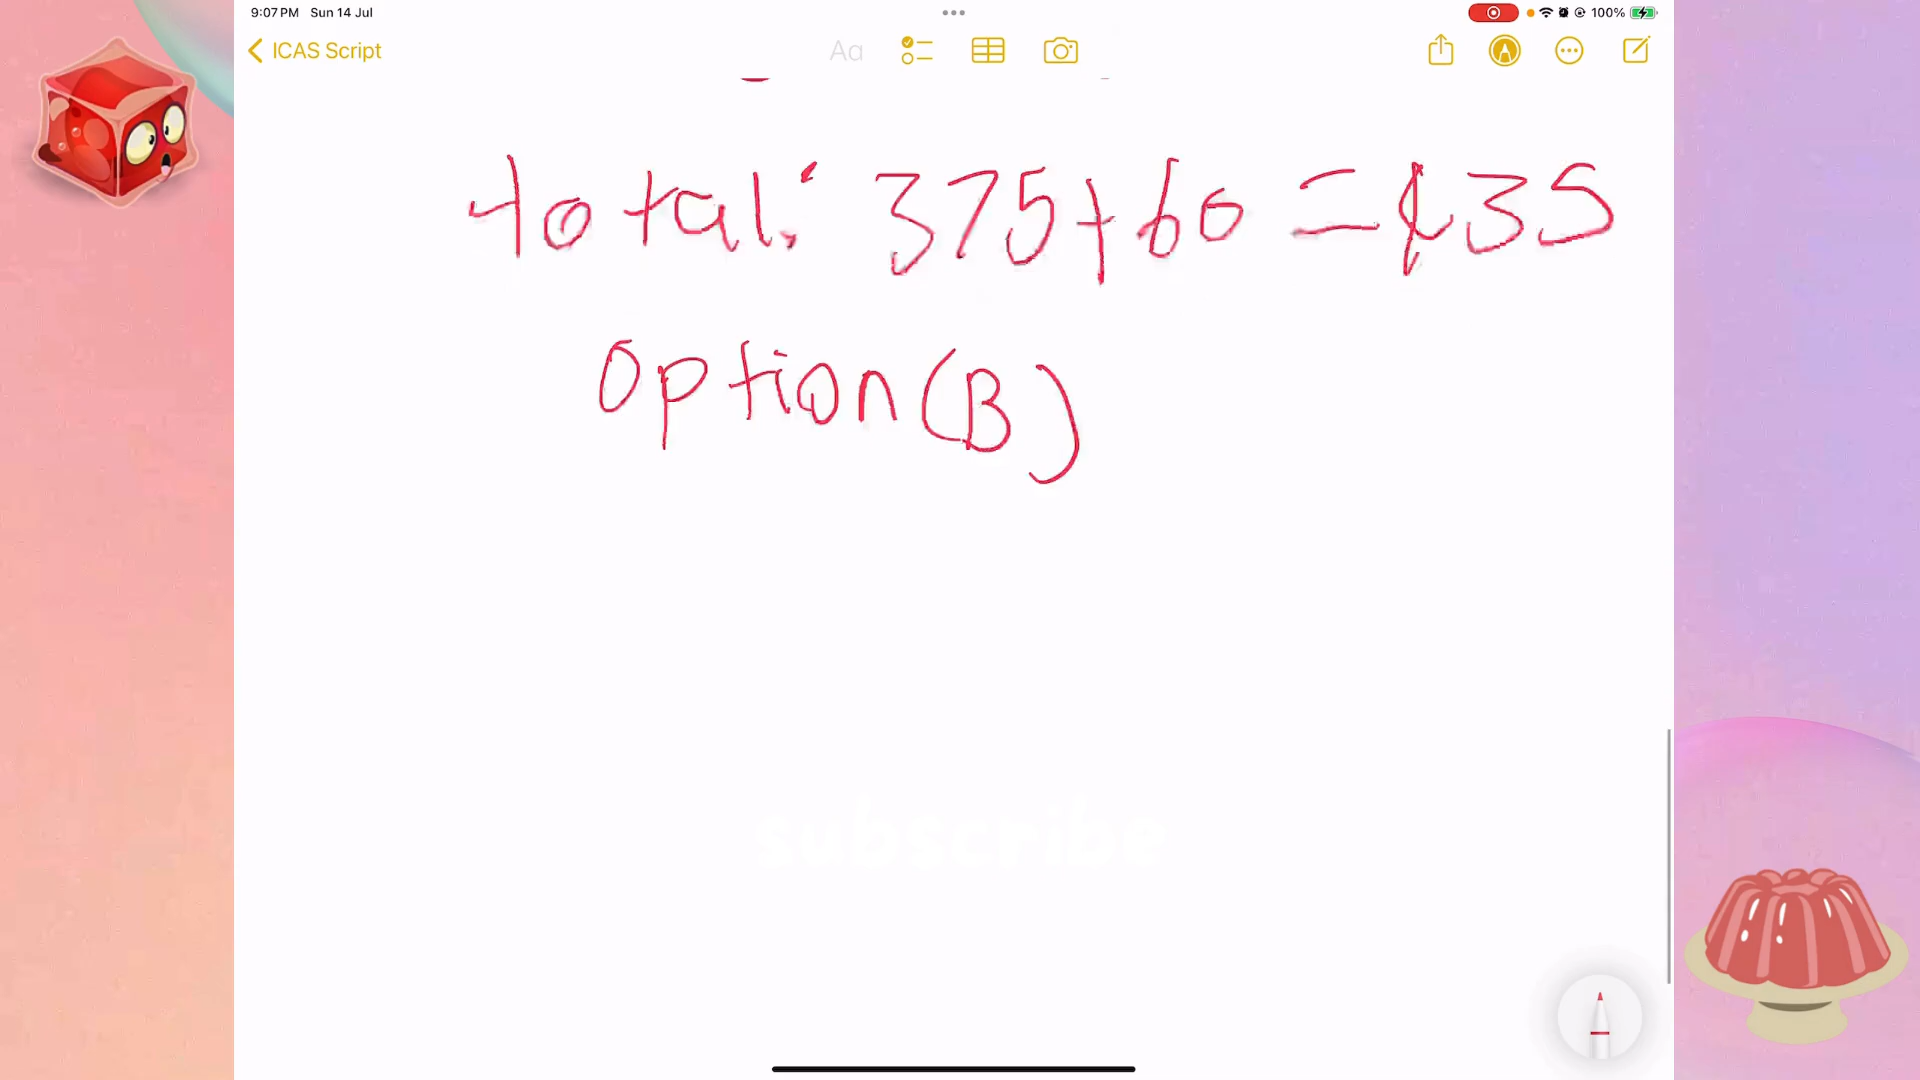 9:07 PM Sun 14 Jul
100%
ICAS Script
Aa
total: 375+60=435
option(B)
subscribe